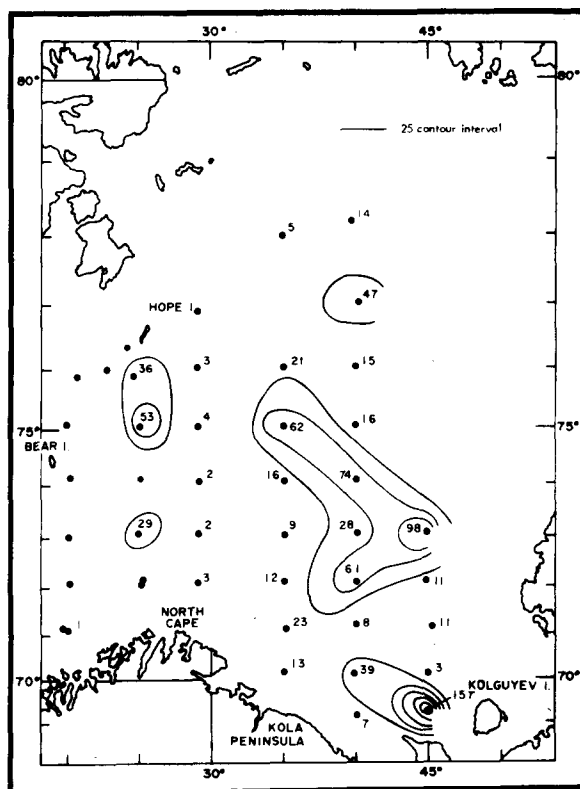 30° 45°
80° 80°
25 contour interval
14
5
47
HOPE I.
36 3 21 15
53 4 62 16
75° 75°
BEAR I.
2 16 74
29 2 9 28 98
3 12 61 11
NORTH
CAPE
1 23 8 11
13 39 3
70° 70°
KOLGUYEV I.
157
7
KOLA
PENINSULA
30° 45°